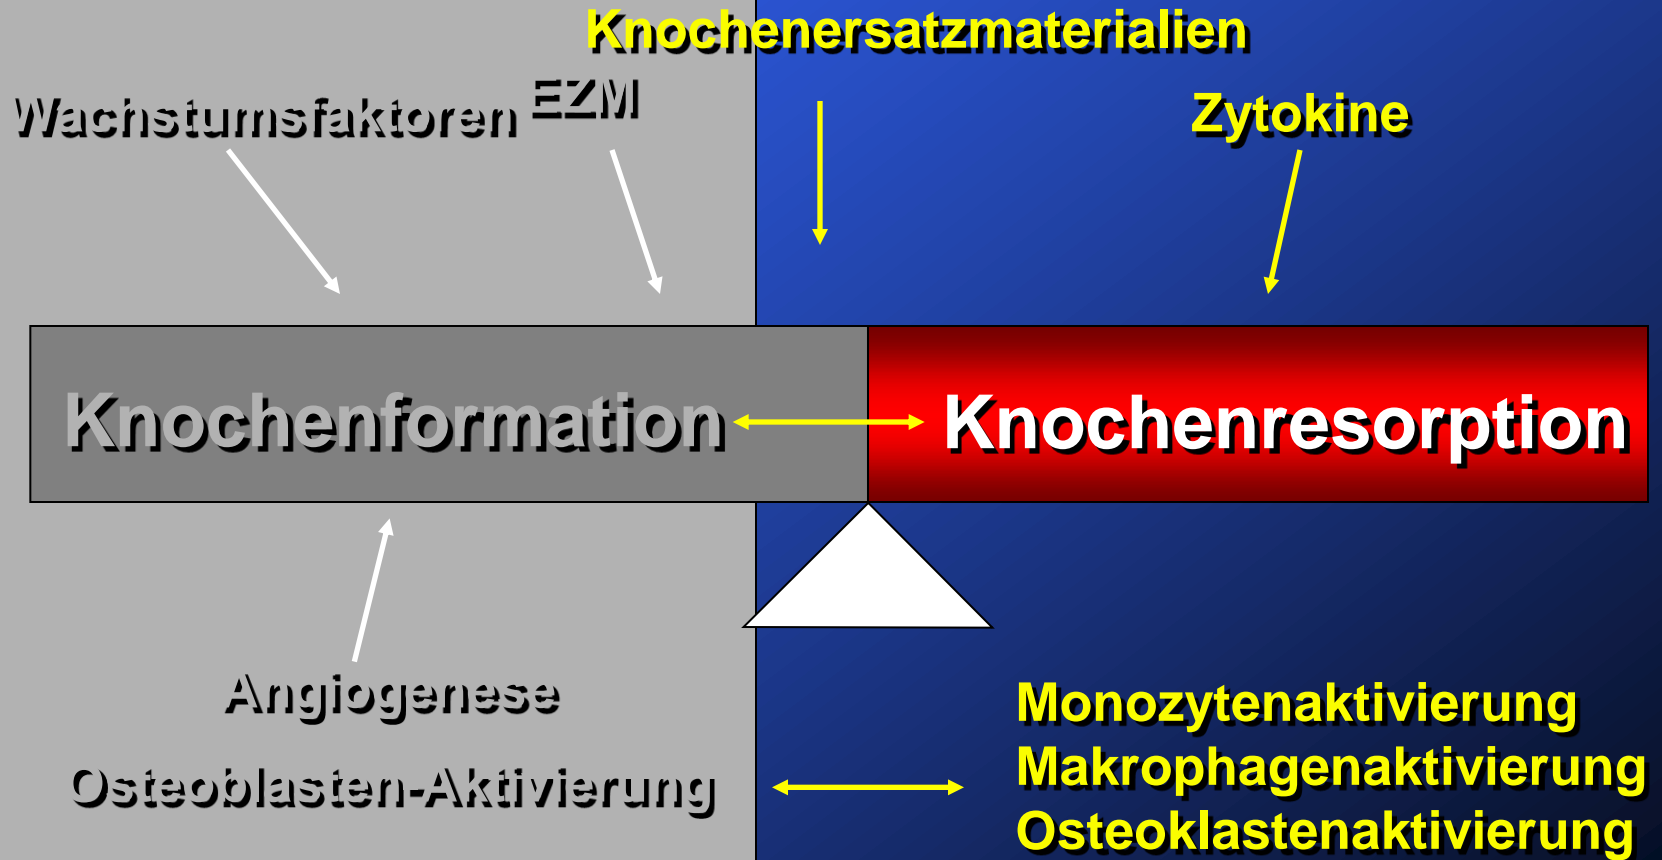 Knochenersatzmaterialien
Wachstumsfaktoren
EZM
Zytokine
Knochenformation
Knochenresorption
Angiogenese
Osteoblasten-Aktivierung
Monozytenaktivierung
Makrophagenaktivierung
Osteoklastenaktivierung